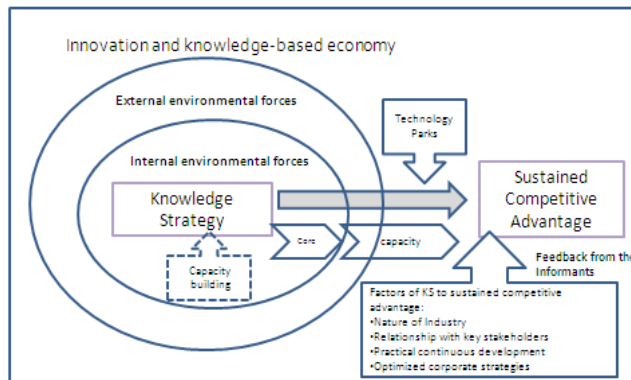 Innovation and knowledge-based economy
External environmental forces
Technology
Parks
Internal environmental forces
Knowledge
Strategy
Sustained
Competitive
Advantage
Core
capacity
Capacity
building
Feedback from the
Informants
Factors of KS to sustained competitive
advantage:
•Nature of Industry
•Relationship with key stakeholders
•Practical continuous development
•Optimized corporate strategies